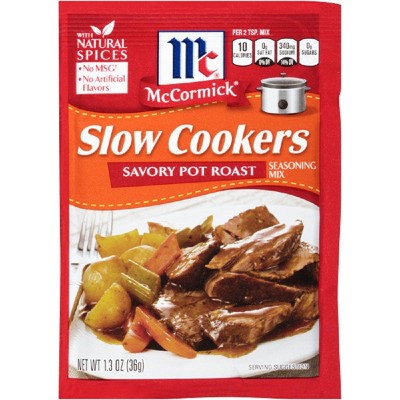 WITH
NATURAL
SPICES
• No MSG†
• No Artificial
Flavors
Mc
McCormick®
PER 2 TSP. MIX
10
CALORIES
0g
SAT FAT
0% DV
340mg
SODIUM
0g
SUGARS
Slow Cookers
SAVORY POT ROAST
SEASONING
MIX
NET WT 1.3 OZ (36g)
SERVING SUGGESTION